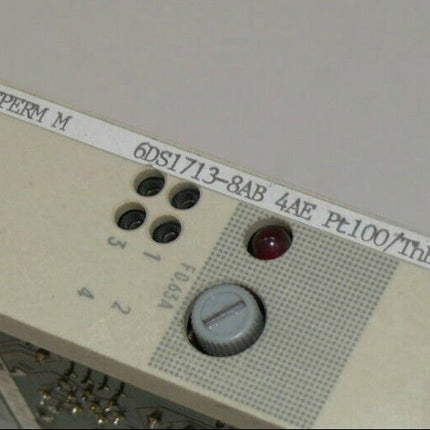 PERM M 6DS1713-8AB 4AE Pt100/Th
3 1
4 2
F0,63A